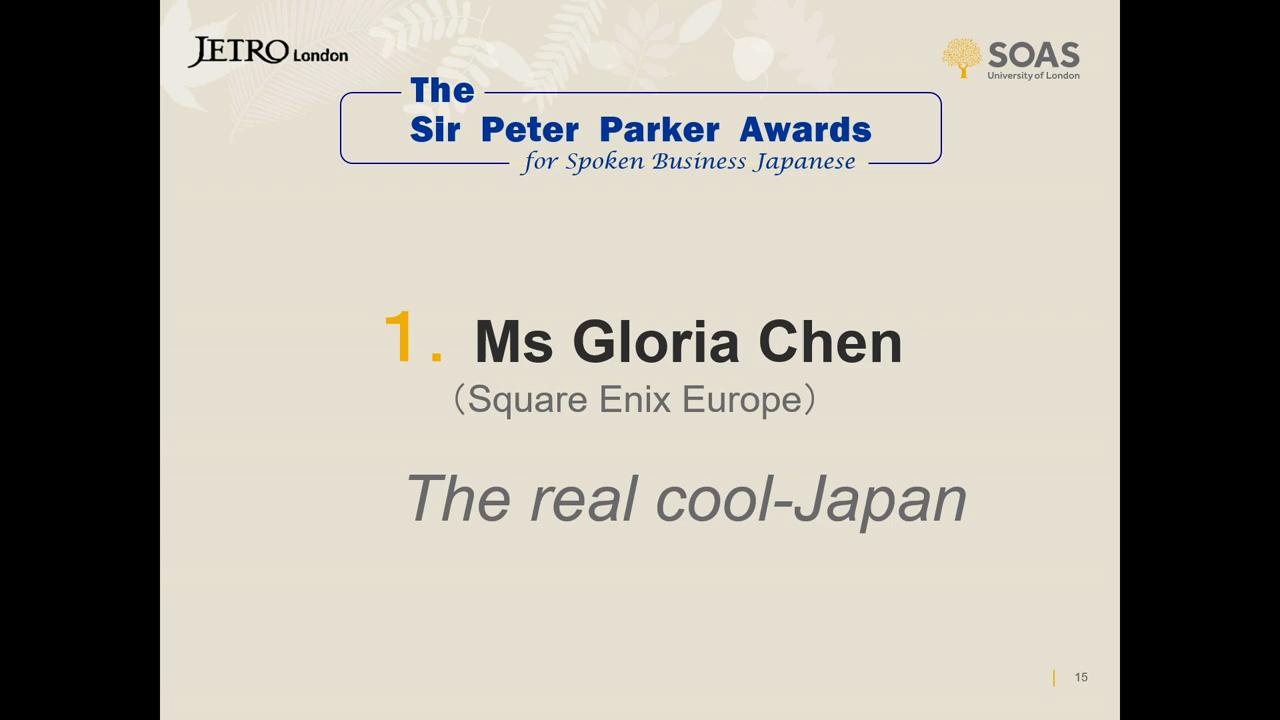 JETRO London
SOAS
University of London
The
Sir Peter Parker Awards
for Spoken Business Japanese
1. Ms Gloria Chen
（Square Enix Europe）
The real cool-Japan
15